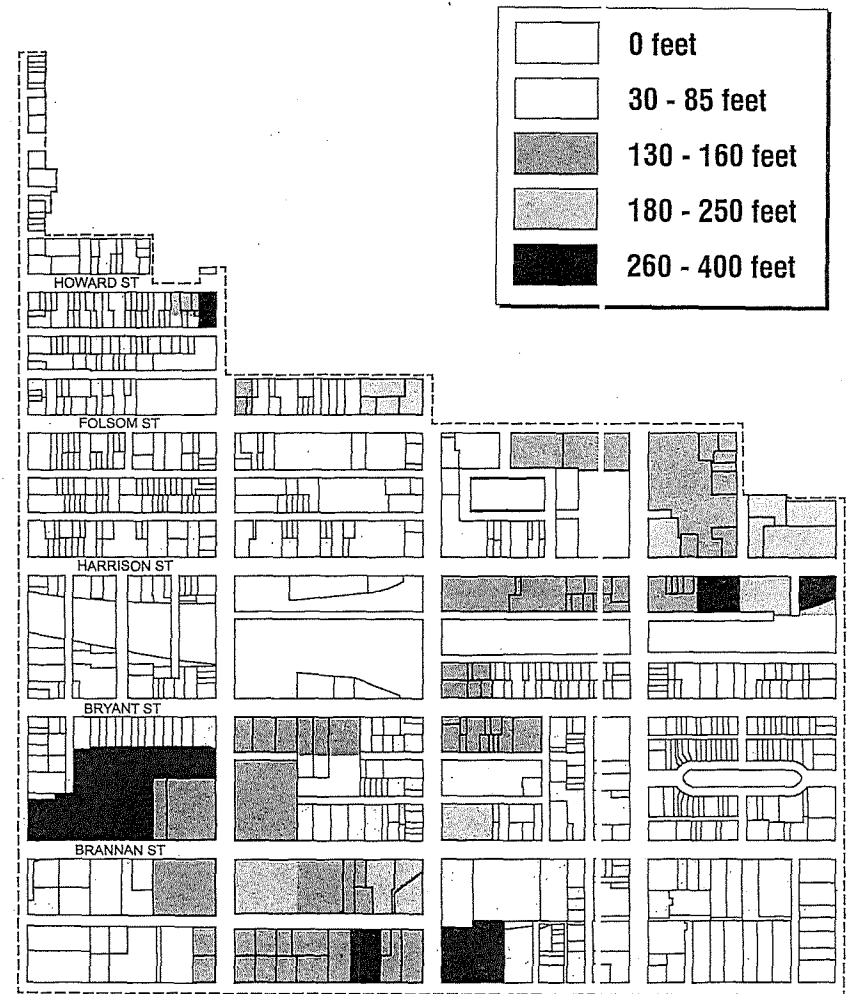 0 feet
30 - 85 feet
130 - 160 feet
180 - 250 feet
260 - 400 feet
HOWARD ST
FOLSOM ST
HARRISON ST
BRYANT ST
BRANNAN ST